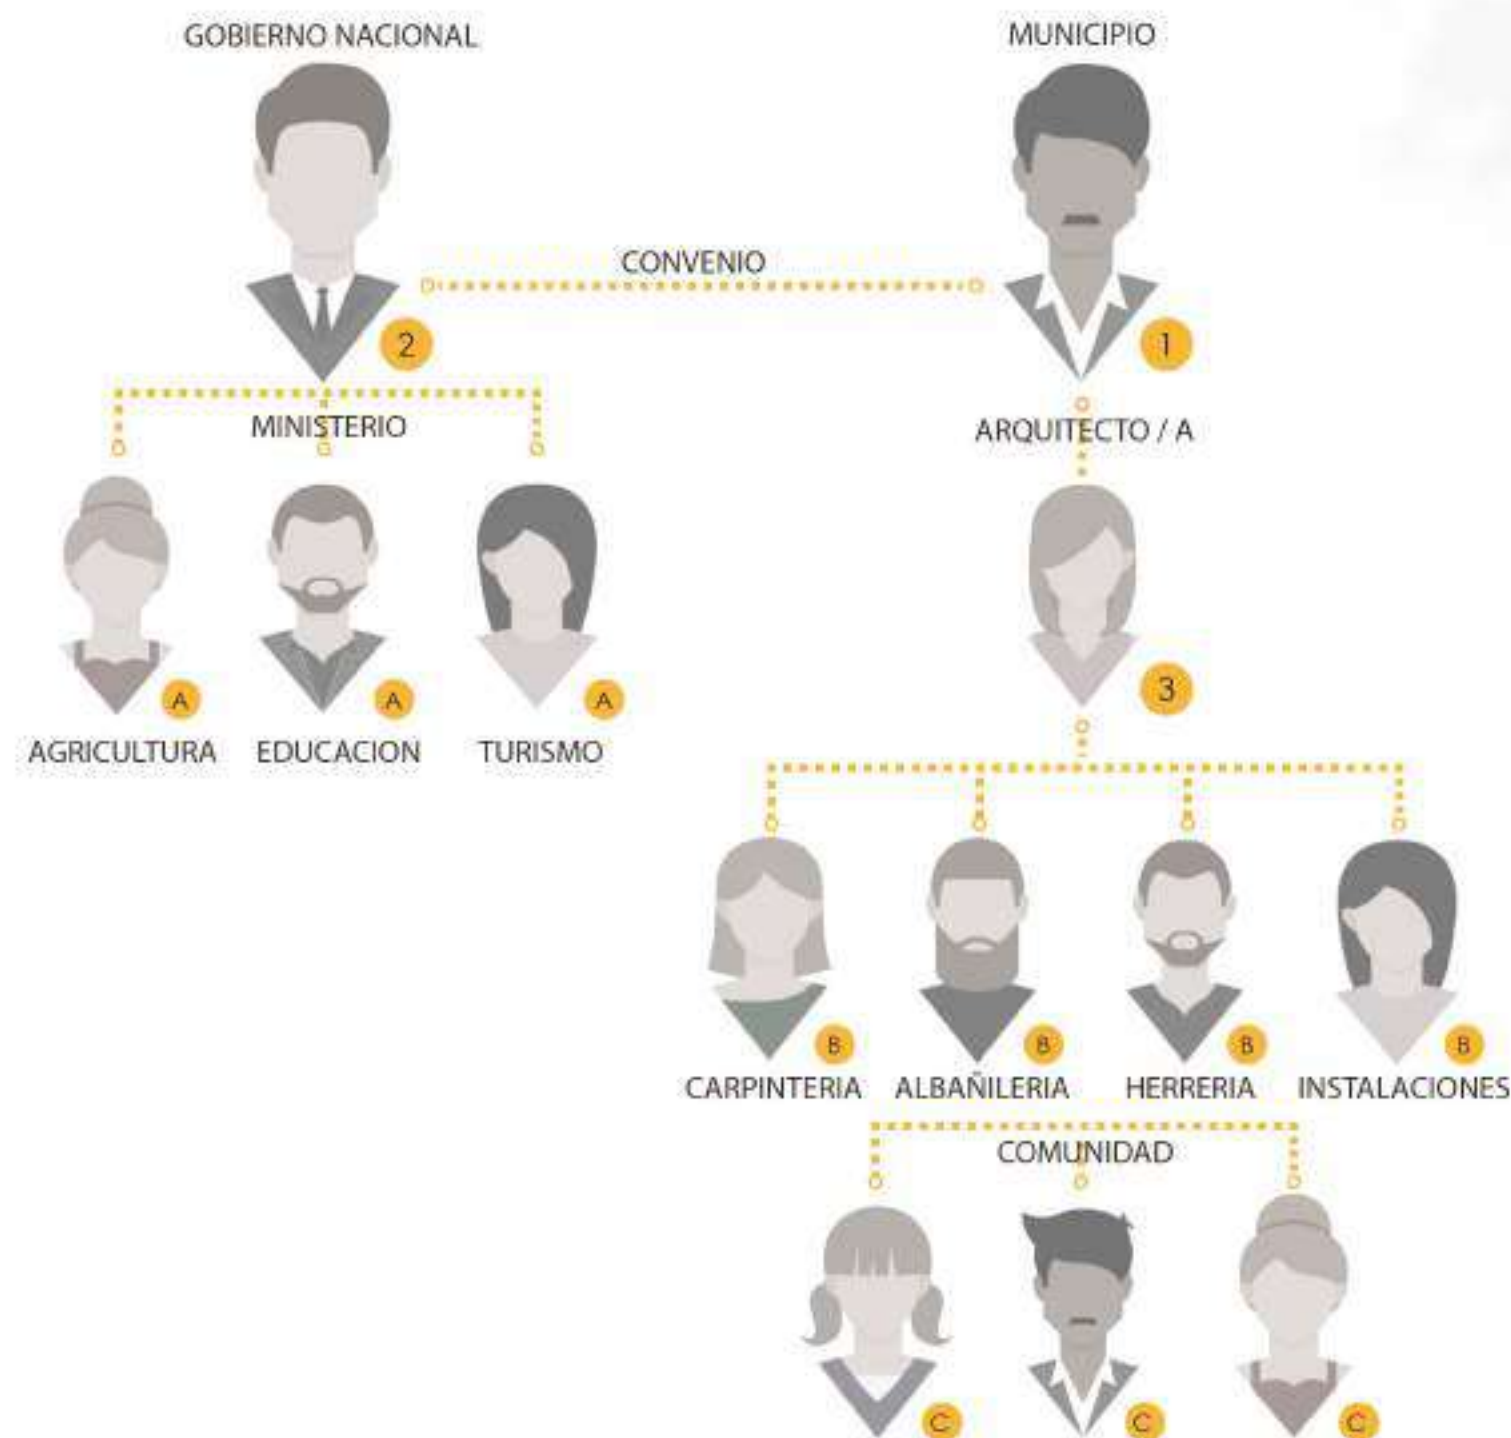 GOBIERNO NACIONAL
MUNICIPIO
CONVENIO
2
1
MINISTERIO
ARQUITECTO / A
A
A
A
3
AGRICULTURA
EDUCACION
TURISMO
B
B
B
B
CARPINTERIA
ALBAÑILERIA
HERRERIA
INSTALACIONES
COMUNIDAD
C
C
C